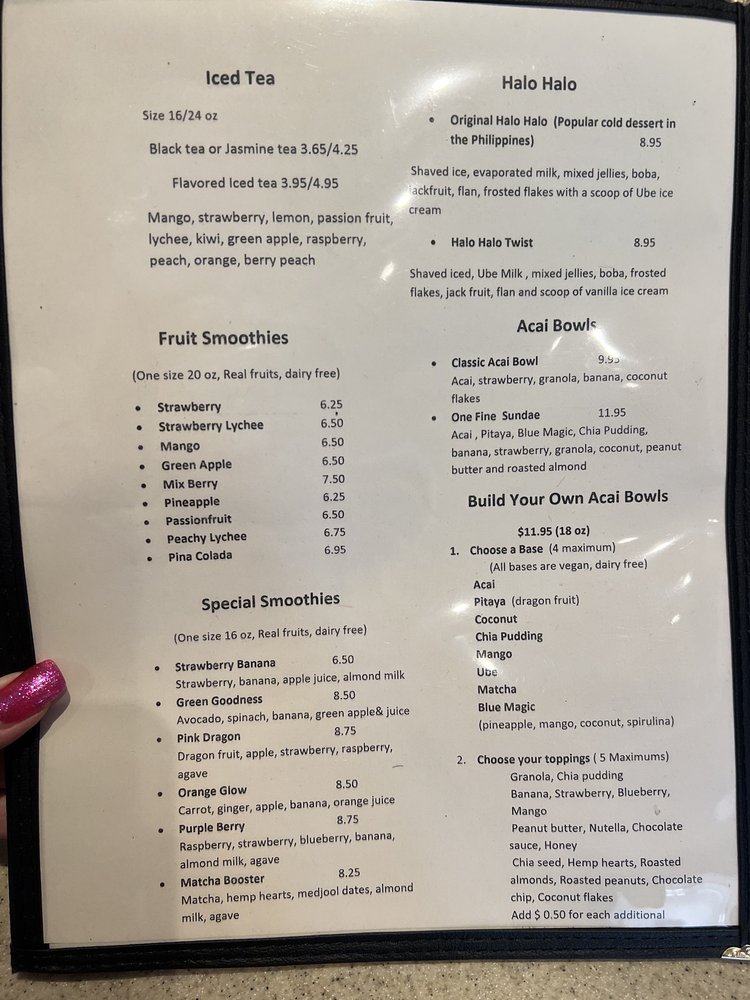 Iced Tea
Size 16/24 oz
Black tea or Jasmine tea 3.65/4.25
Flavored Iced tea 3.95/4.95
Mango, strawberry, lemon, passion fruit,
lychee, kiwi, green apple, raspberry,
peach, orange, berry peach
Fruit Smoothies
(One size 20 oz, Real fruits, dairy free)
• Strawberry 6.25
• Strawberry Lychee 6.50
• Mango 6.50
• Green Apple 6.50
• Mix Berry 7.50
• Pineapple 6.25
• Passionfruit 6.50
• Peachy Lychee 6.75
• Pina Colada 6.95
Special Smoothies
(One size 16 oz, Real fruits, dairy free)
• Strawberry Banana 6.50
Strawberry, banana, apple juice, almond milk
• Green Goodness 8.50
Avocado, spinach, banana, green apple& juice
• Pink Dragon 8.75
Dragon fruit, apple, strawberry, raspberry,
agave
• Orange Glow 8.50
Carrot, ginger, apple, banana, orange juice
• Purple Berry 8.75
Raspberry, strawberry, blueberry, banana,
almond milk, agave
• Matcha Booster 8.25
Matcha, hemp hearts, medjool dates, almond
milk, agave
Halo Halo
• Original Halo Halo (Popular cold dessert in
the Philippines) 8.95
Shaved ice, evaporated milk, mixed jellies, boba,
jackfruit, flan, frosted flakes with a scoop of Ube ice
cream
• Halo Halo Twist 8.95
Shaved iced, Ube Milk , mixed jellies, boba, frosted
flakes, jack fruit, flan and scoop of vanilla ice cream
Acai Bowls
• Classic Acai Bowl 9.95
Acai, strawberry, granola, banana, coconut
flakes
• One Fine Sundae 11.95
Acai , Pitaya, Blue Magic, Chia Pudding,
banana, strawberry, granola, coconut, peanut
butter and roasted almond
Build Your Own Acai Bowls
$11.95 (18 oz)
1. Choose a Base (4 maximum)
(All bases are vegan, dairy free)
Acai
Pitaya (dragon fruit)
Coconut
Chia Pudding
Mango
Ube
Matcha
Blue Magic
(pineapple, mango, coconut, spirulina)
2. Choose your toppings ( 5 Maximums)
Granola, Chia pudding
Banana, Strawberry, Blueberry,
Mango
Peanut butter, Nutella, Chocolate
sauce, Honey
Chia seed, Hemp hearts, Roasted
almonds, Roasted peanuts, Chocolate
chip, Coconut flakes
Add $ 0.50 for each additional